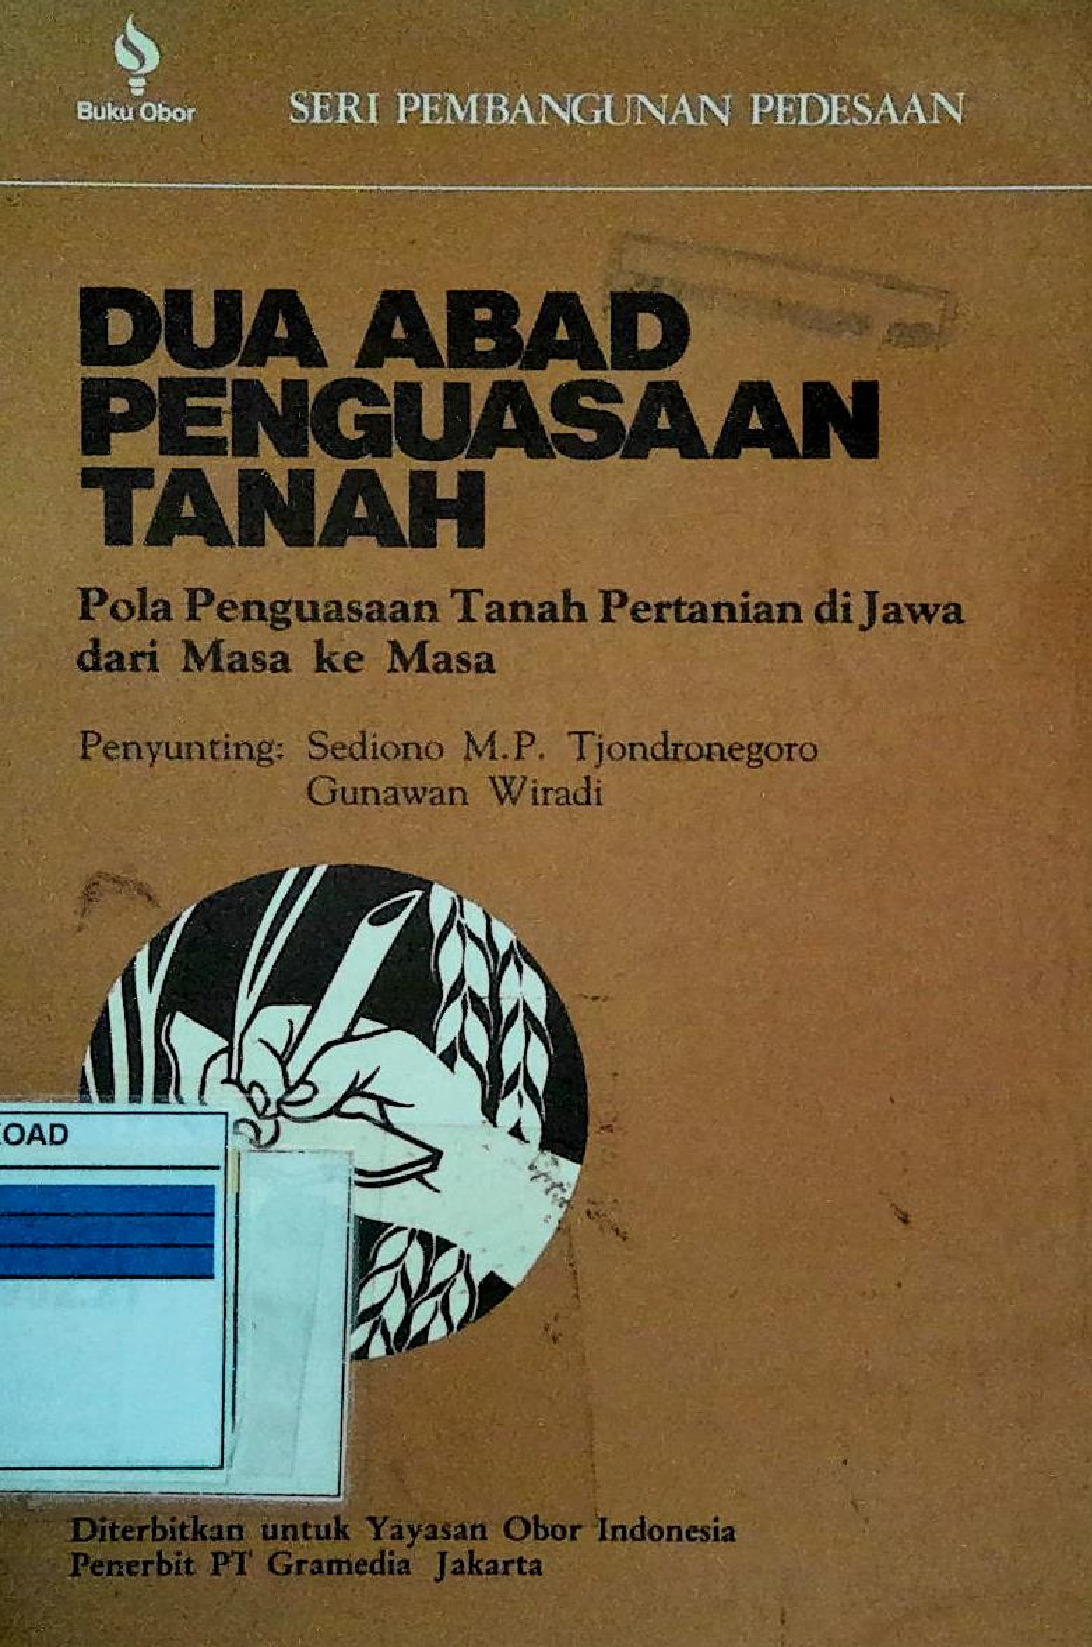 Buku Obor
SERI PEMBANGUNAN PEDESAAN
DUA ABAD
PENGUASAAN
TANAH
Pola Penguasaan Tanah Pertanian di Jawa
dari Masa ke Masa
Penyunting: Sediono M.P. Tjondronegoro
Gunawan Wiradi
OAD
Diterbitkan untuk Yayasan Obor Indonesia
Penerbit PT Gramedia Jakarta